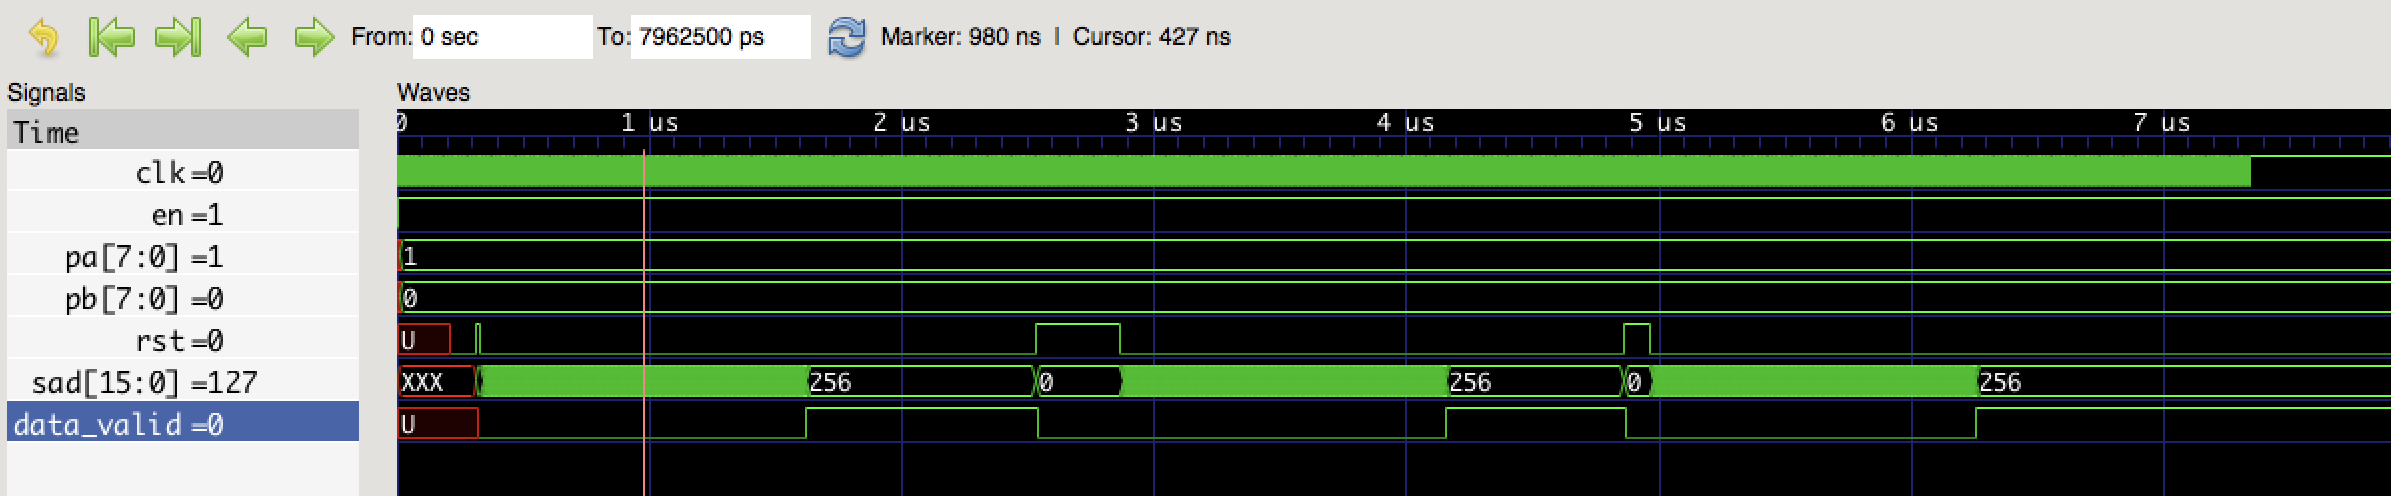 From: 0 sec To: 7962500 ps Marker: 980 ns | Cursor: 427 ns
Signals Waves
Time 0 1 us 2 us 3 us 4 us 5 us 6 us 7 us
clk =0
en =1
pa[7:0] =1 1
pb[7:0] =0 0
rst =0 U
sad[15:0] =127 XXX 256 0 256 0 256
data_valid =0 U